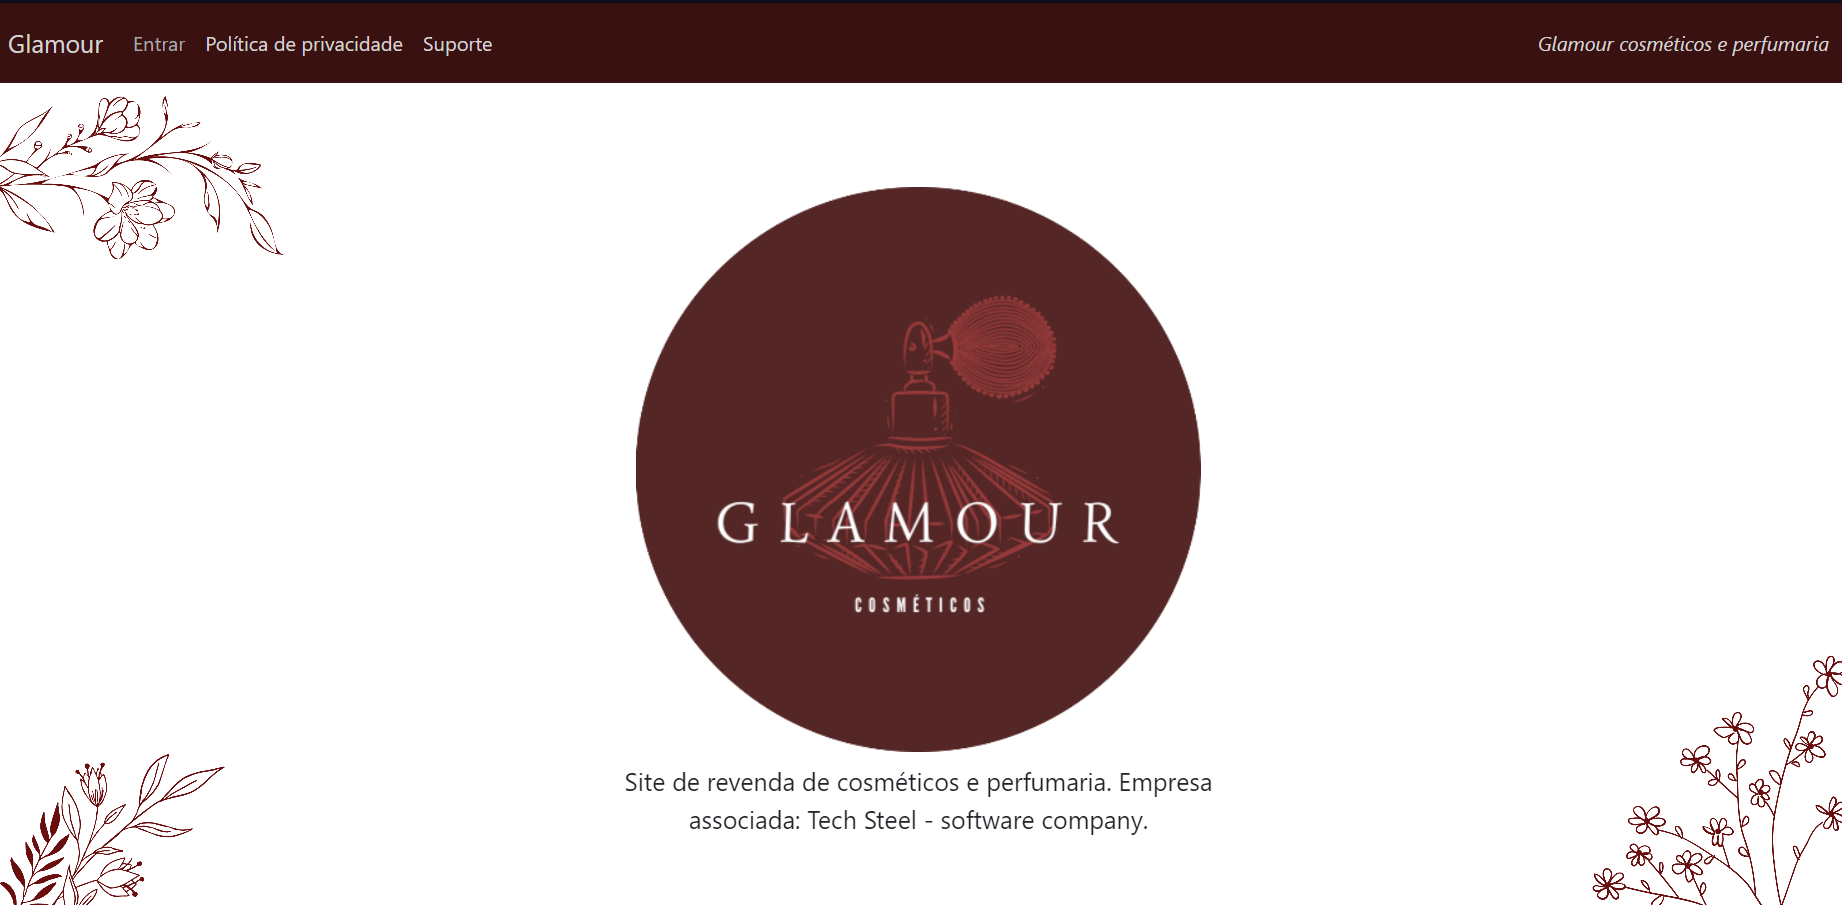 Glamour Entrar Política de privacidade Suporte Glamour cosméticos e perfumaria
GLAMOUR
COSMÉTICOS
Site de revenda de cosméticos e perfumaria. Empresa
associada: Tech Steel - software company.